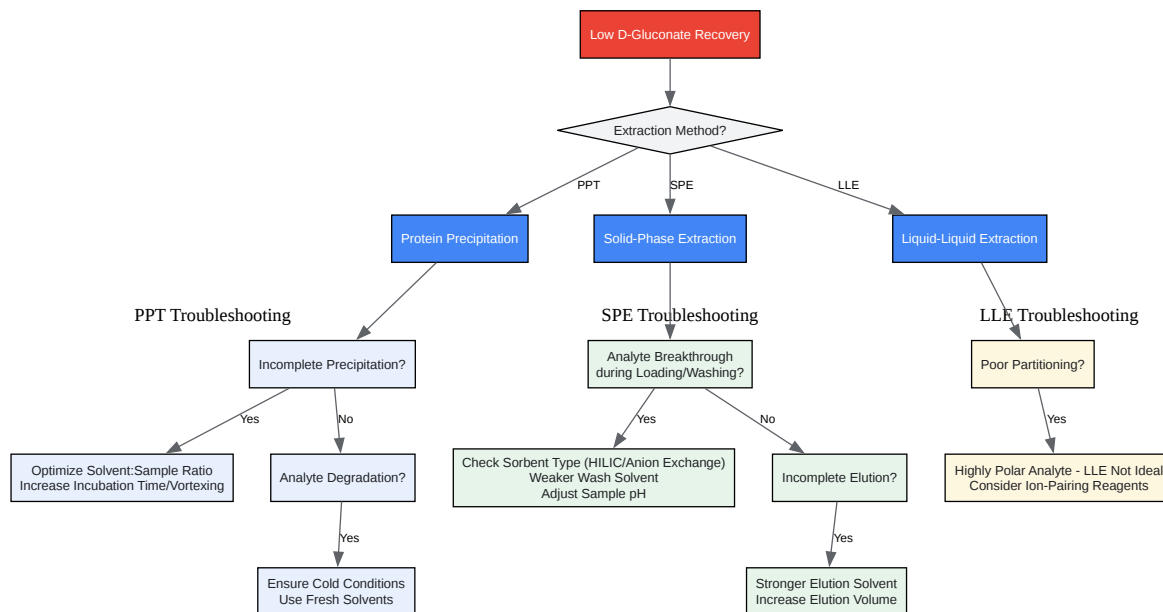 Low D-Gluconate Recovery
Extraction Method?
PPT
SPE
LLE
Protein Precipitation
Solid-Phase Extraction
Liquid-Liquid Extraction
PPT Troubleshooting
SPE Troubleshooting
LLE Troubleshooting
Incomplete Precipitation?
Analyte Breakthrough
during Loading/Washing?
Poor Partitioning?
Yes
No
Yes
No
Yes
Optimize Solvent:Sample Ratio
Increase Incubation Time/Vortexing
Analyte Degradation?
Check Sorbent Type (HILIC/Anion Exchange)
Weaker Wash Solvent
Adjust Sample pH
Incomplete Elution?
Highly Polar Analyte - LLE Not Ideal
Consider Ion-Pairing Reagents
Yes
Yes
Ensure Cold Conditions
Use Fresh Solvents
Stronger Elution Solvent
Increase Elution Volume